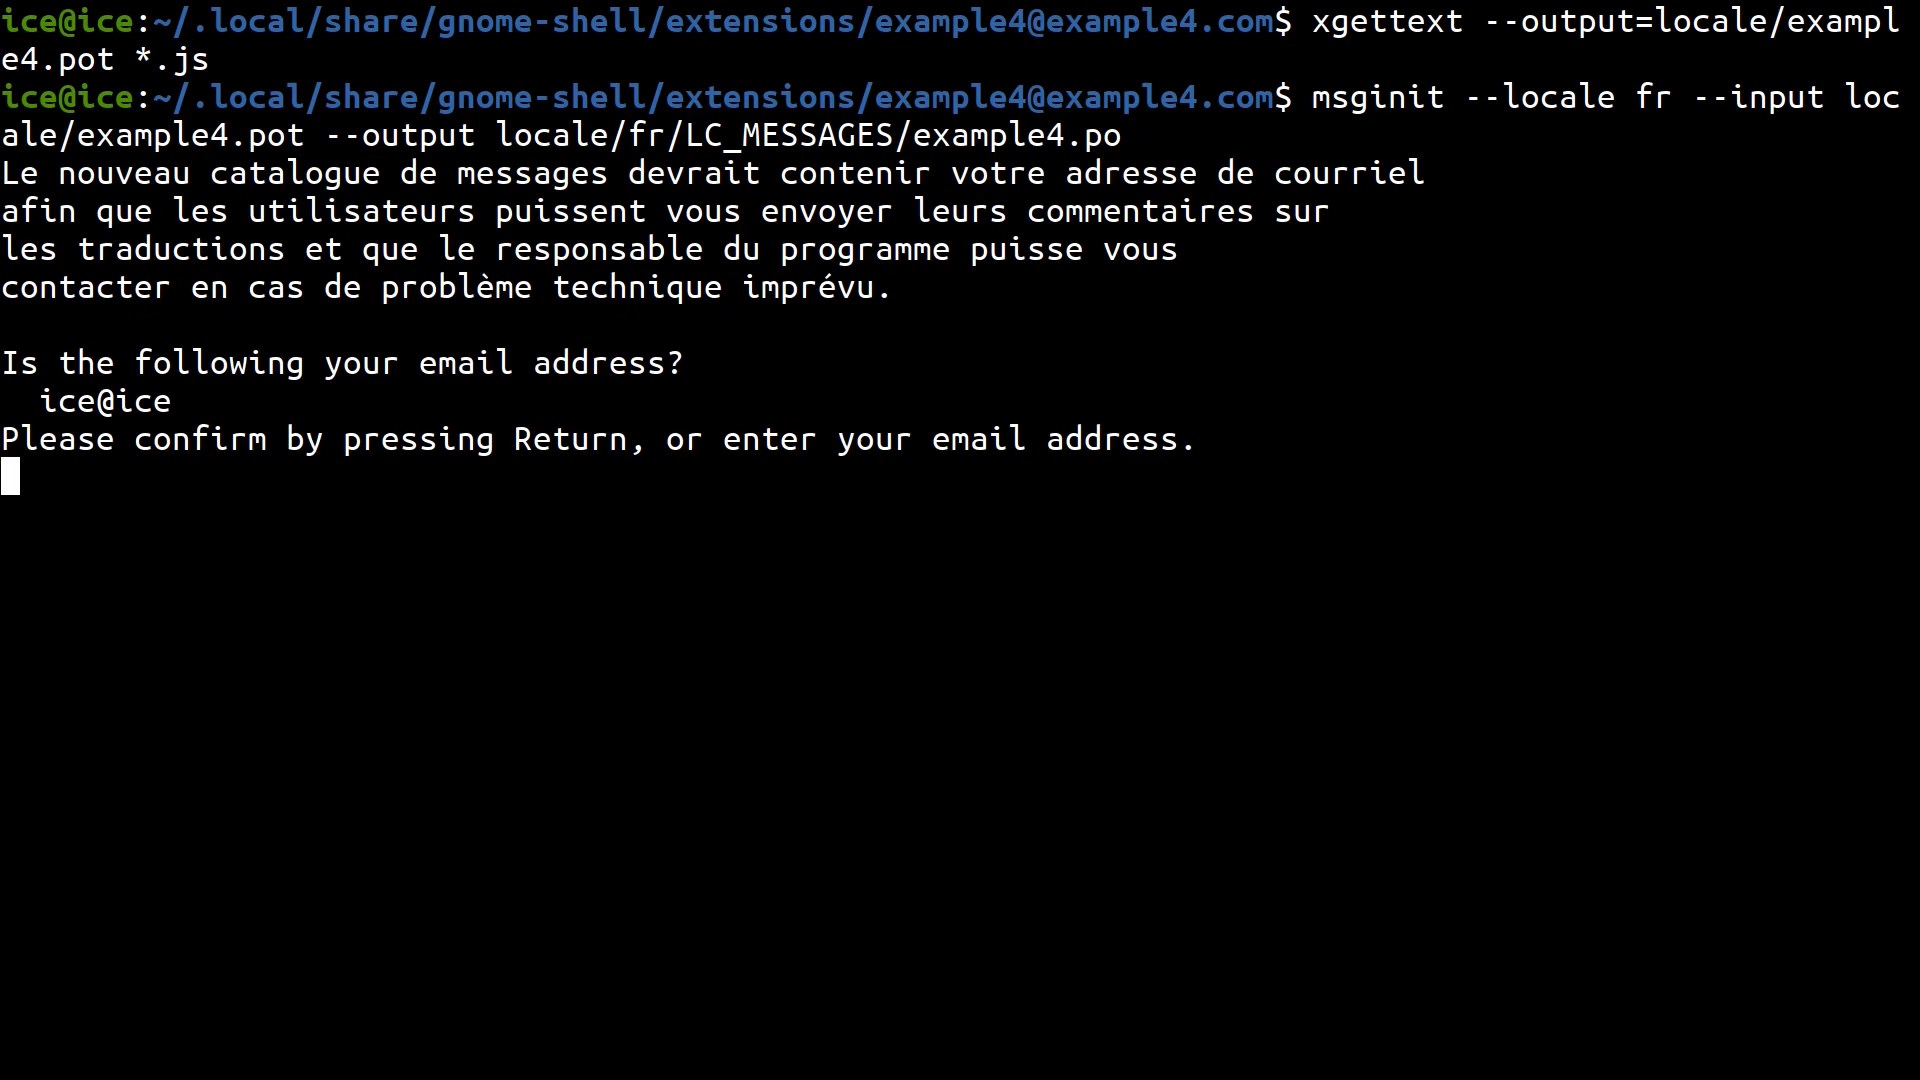 ice@ice:~/.local/share/gnome-shell/extensions/example4@example4.com$ xgettext --output=locale/exampl
e4.pot *.js
ice@ice:~/.local/share/gnome-shell/extensions/example4@example4.com$ msginit --locale fr --input loc
ale/example4.pot --output locale/fr/LC_MESSAGES/example4.po
Le nouveau catalogue de messages devrait contenir votre adresse de courriel
afin que les utilisateurs puissent vous envoyer leurs commentaires sur
les traductions et que le responsable du programme puisse vous
contacter en cas de problème technique imprévu.

Is the following your email address?
  ice@ice
Please confirm by pressing Return, or enter your email address.